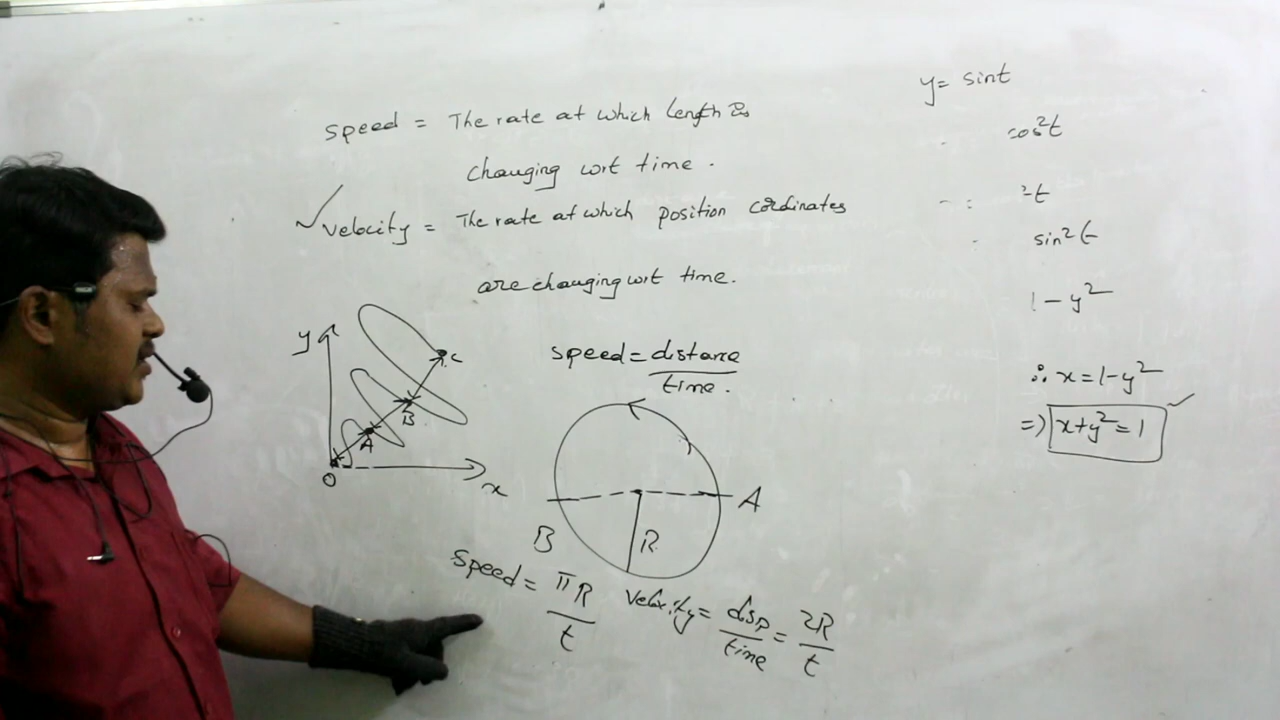 speed = The rate at which length is
changing wrt time.
✓ velocity = The rate at which position cordinates
are changing wrt time.
y
C
B
A
O
x
speed = distance
time.
A
B
R
speed = πR
t
velocity = disp = 2R
time t
y = sint
cos²t
²t
sin²t
1 - y²
∴ x = 1 - y²
=> x + y² = 1 ✓